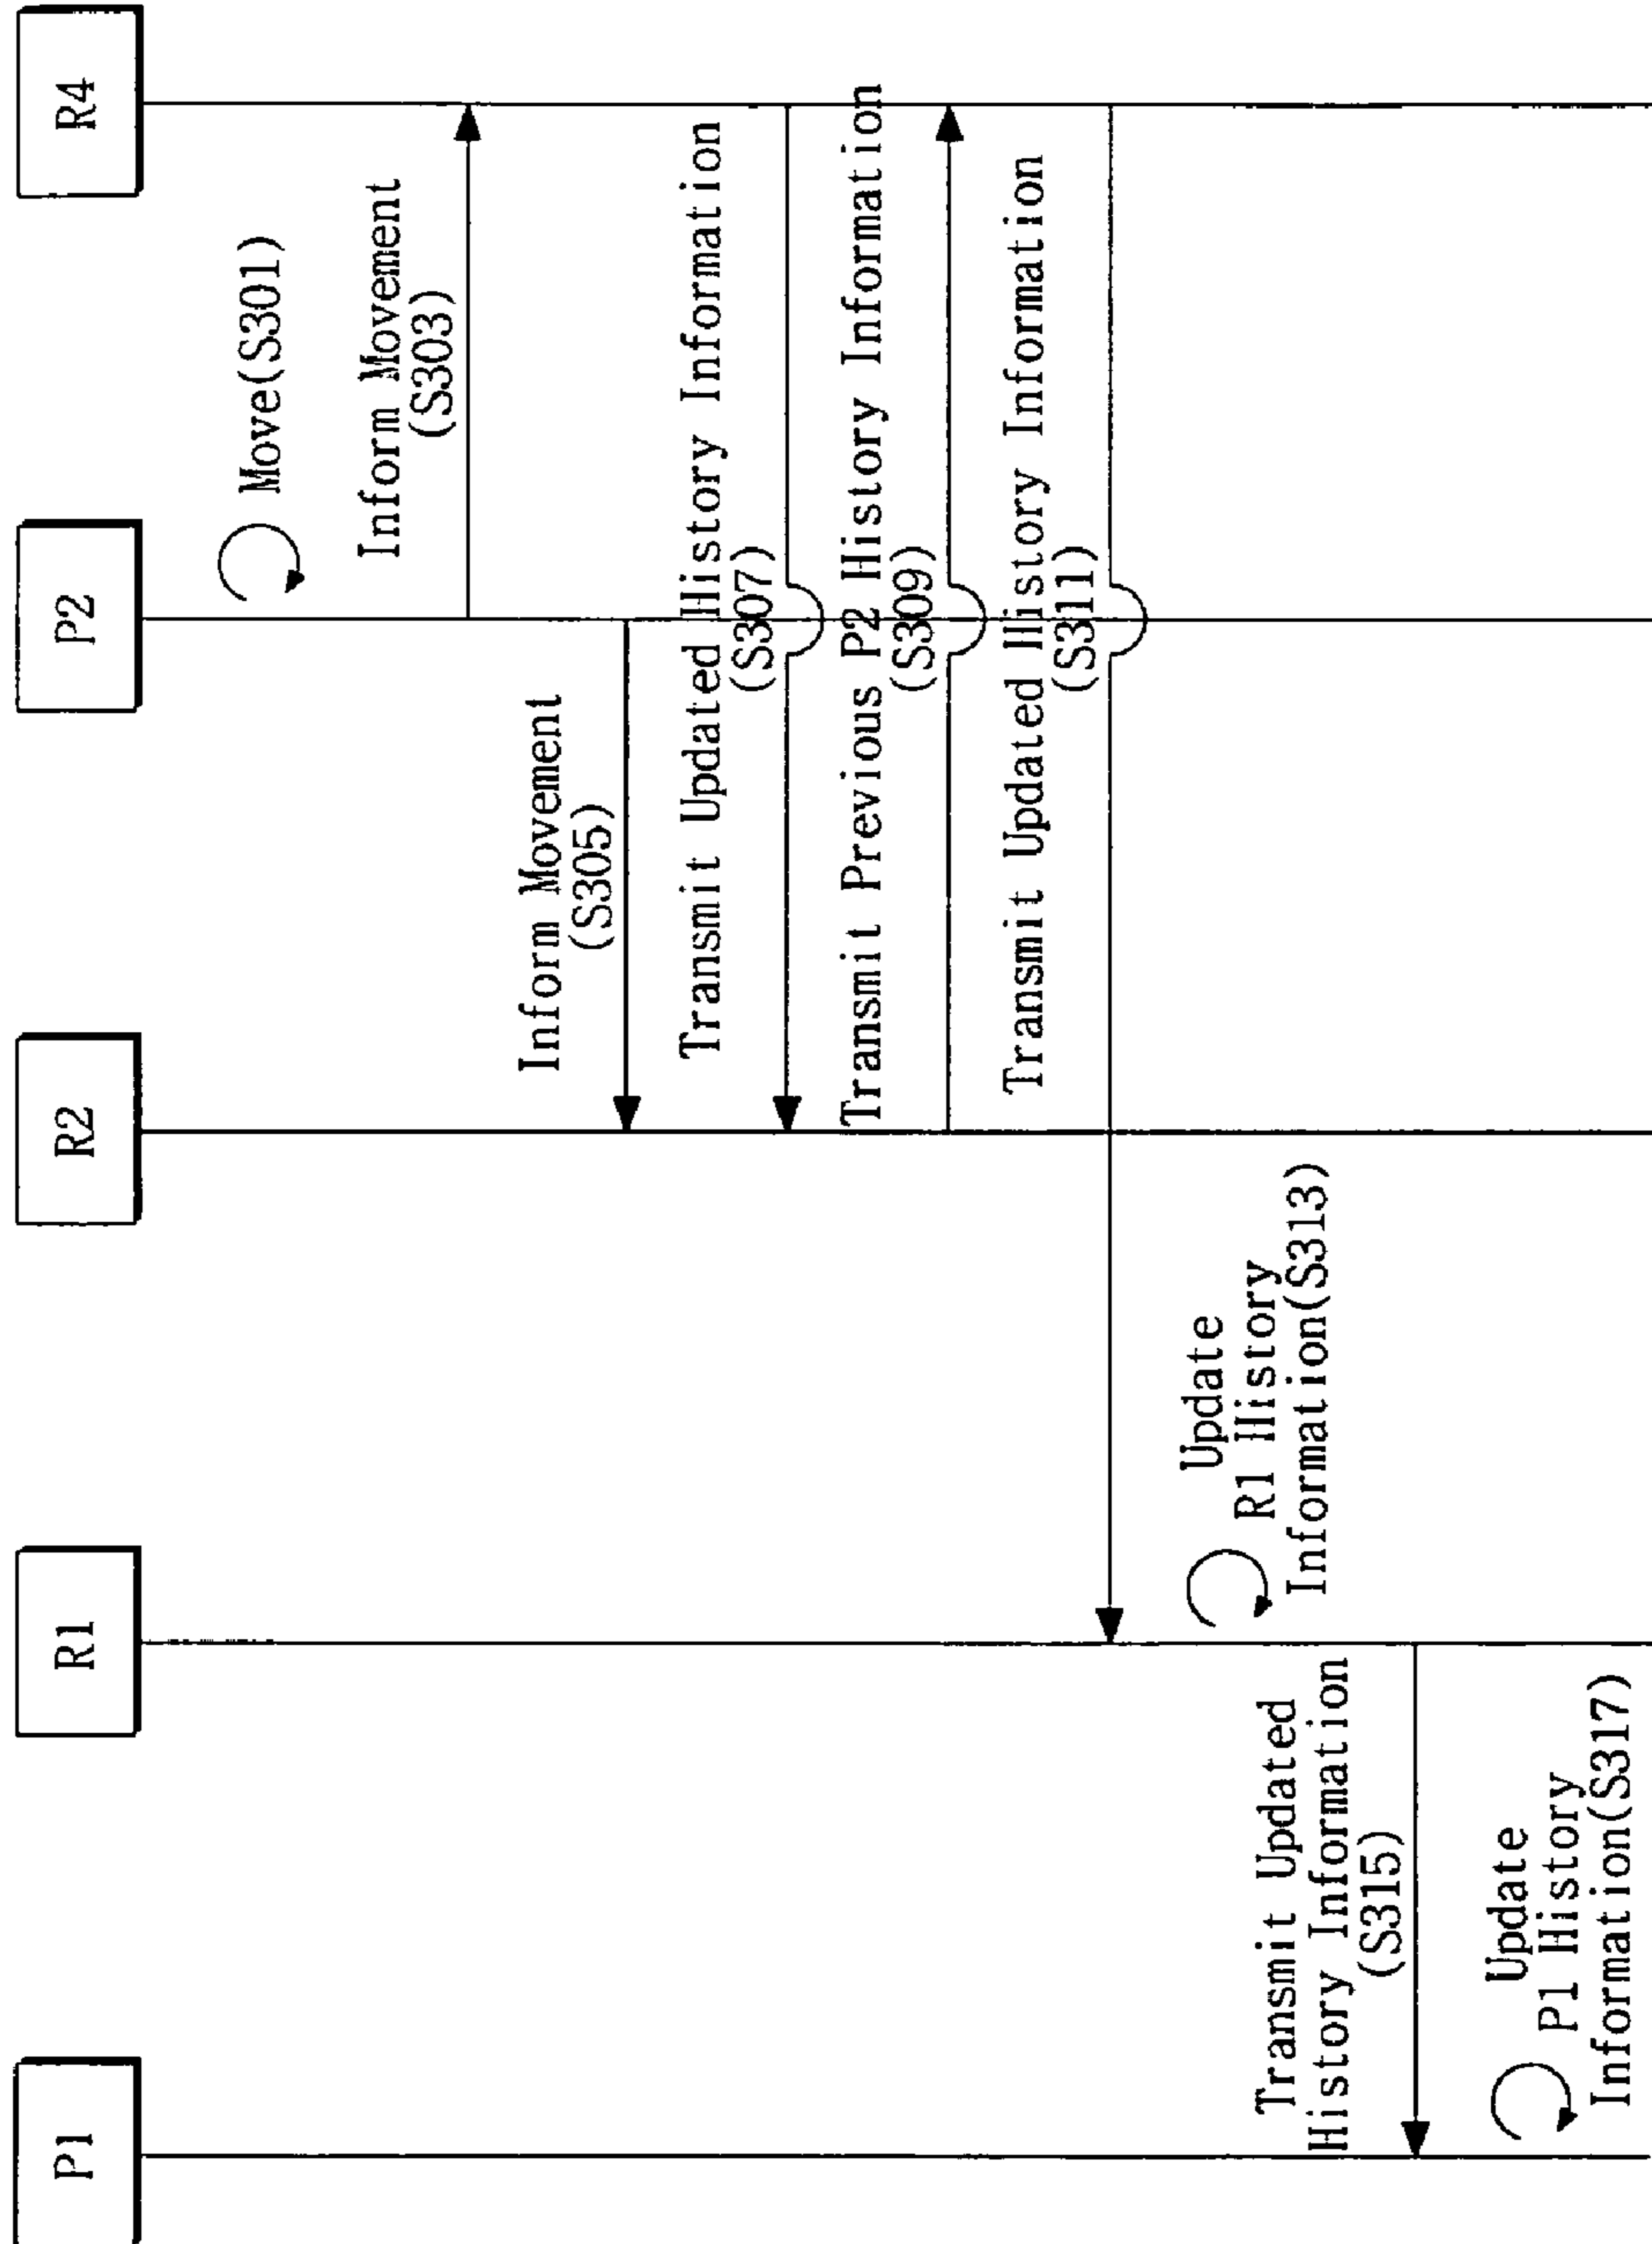 P1
R1
R2
P2
R4
Move(S301)
Inform Movement
(S303)
Inform Movement
(S305)
Transmit Updated History Information
(S307)
Transmit Previous P2 History Information
(S309)
Transmit Updated History Information
(S311)
Update
R1 History
Information(S313)
Transmit Updated
History Information
(S315)
Update
P1 History
Information(S317)